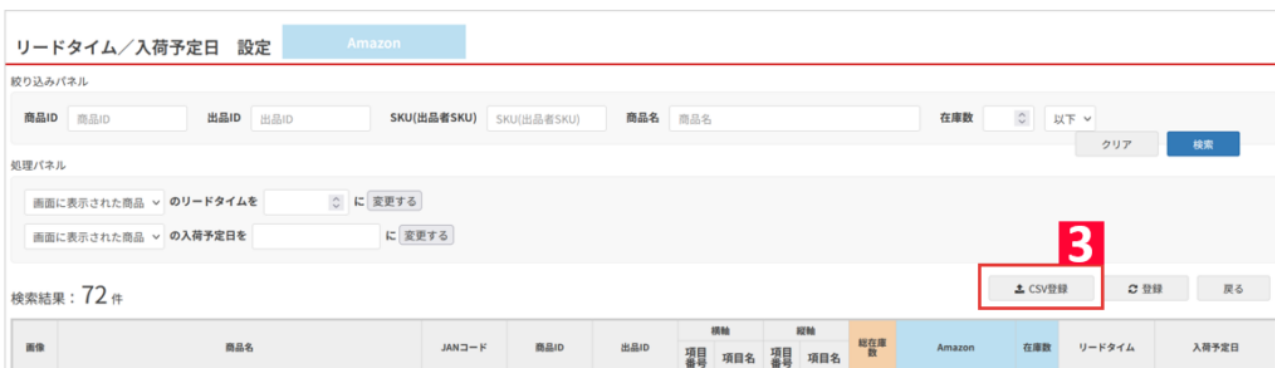 リードタイム／入荷予定日　設定 Amazon
絞り込みパネル
商品ID 商品ID 出品ID 出品ID SKU(出品者SKU) SKU(出品者SKU) 商品名 商品名 在庫数 以下
クリア 検索
処理パネル
画面に表示された商品 のリードタイムを に 変更する
画面に表示された商品 の入荷予定日を に 変更する
3
検索結果：72 件 CSV登録 登録 戻る
横軸 縦軸
画像 商品名 JANコード 商品ID 出品ID 項目番号 項目名 項目番号 項目名 総在庫数 Amazon 在庫数 リードタイム 入荷予定日